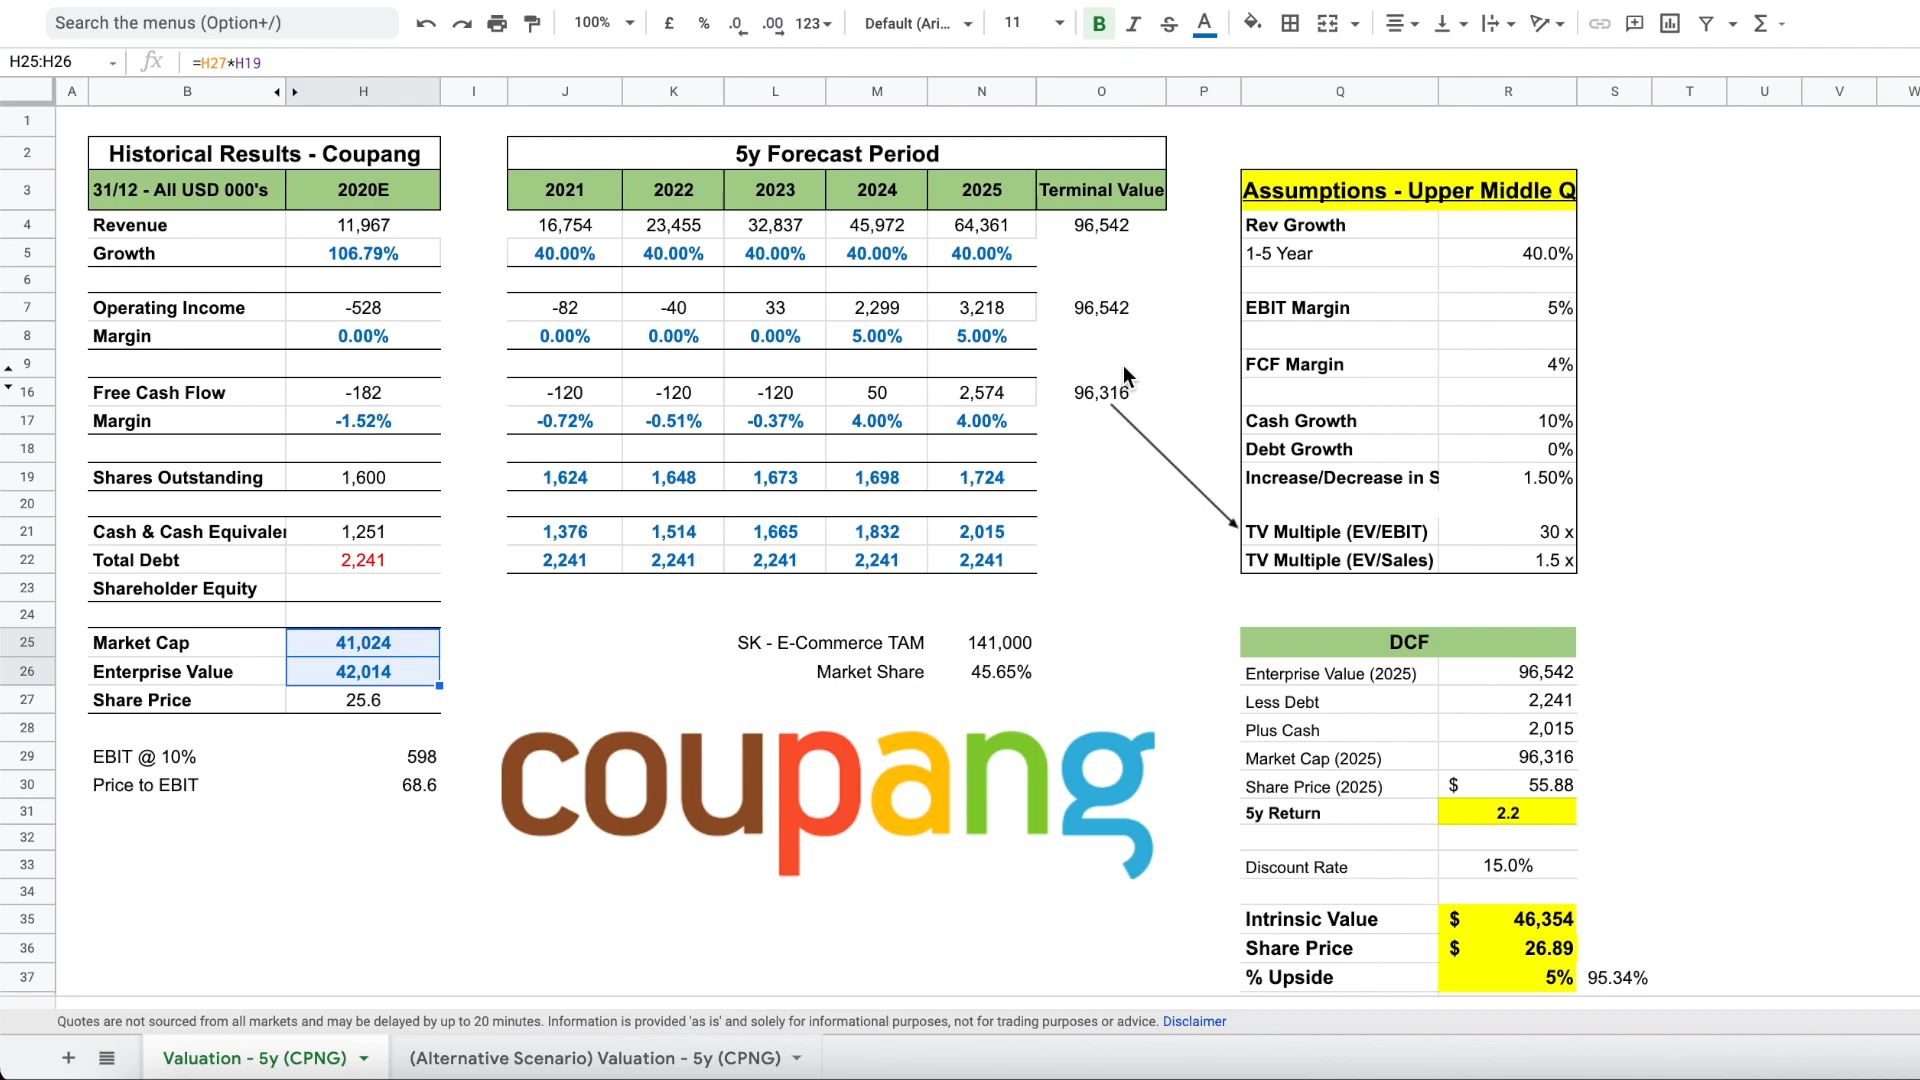 Search the menus (Option+/) 100% £ % .0 .00 123 Default (Ari... 11 B I S A Σ
H25:H26 fx =H27*H19
A B H I J K L M N O P Q R S T U V W
1
2 Historical Results - Coupang 5y Forecast Period
3 31/12 - All USD 000's 2020E 2021 2022 2023 2024 2025 Terminal Value Assumptions - Upper Middle Q
4 Revenue 11,967 16,754 23,455 32,837 45,972 64,361 96,542 Rev Growth
5 Growth 106.79% 40.00% 40.00% 40.00% 40.00% 40.00% 1-5 Year 40.0%
6
7 Operating Income -528 -82 -40 33 2,299 3,218 96,542 EBIT Margin 5%
8 Margin 0.00% 0.00% 0.00% 0.00% 5.00% 5.00%
9 FCF Margin 4%
16 Free Cash Flow -182 -120 -120 -120 50 2,574 96,316
17 Margin -1.52% -0.72% -0.51% -0.37% 4.00% 4.00% Cash Growth 10%
18 Debt Growth 0%
19 Shares Outstanding 1,600 1,624 1,648 1,673 1,698 1,724 Increase/Decrease in S 1.50%
20
21 Cash & Cash Equivaler 1,251 1,376 1,514 1,665 1,832 2,015 TV Multiple (EV/EBIT) 30 x
22 Total Debt 2,241 2,241 2,241 2,241 2,241 2,241 TV Multiple (EV/Sales) 1.5 x
23 Shareholder Equity
24
25 Market Cap 41,024 SK - E-Commerce TAM 141,000 DCF
26 Enterprise Value 42,014 Market Share 45.65% Enterprise Value (2025) 96,542
27 Share Price 25.6 Less Debt 2,241
28 Plus Cash 2,015
29 EBIT @ 10% 598 Market Cap (2025) 96,316
30 Price to EBIT 68.6 Share Price (2025) $ 55.88
31 5y Return 2.2
32
coupang
33 Discount Rate 15.0%
34
35 Intrinsic Value $ 46,354
36 Share Price $ 26.89
37 % Upside 5% 95.34%
Quotes are not sourced from all markets and may be delayed by up to 20 minutes. Information is provided 'as is' and solely for informational purposes, not for trading purposes or advice. Disclaimer
Valuation - 5y (CPNG) (Alternative Scenario) Valuation - 5y (CPNG)